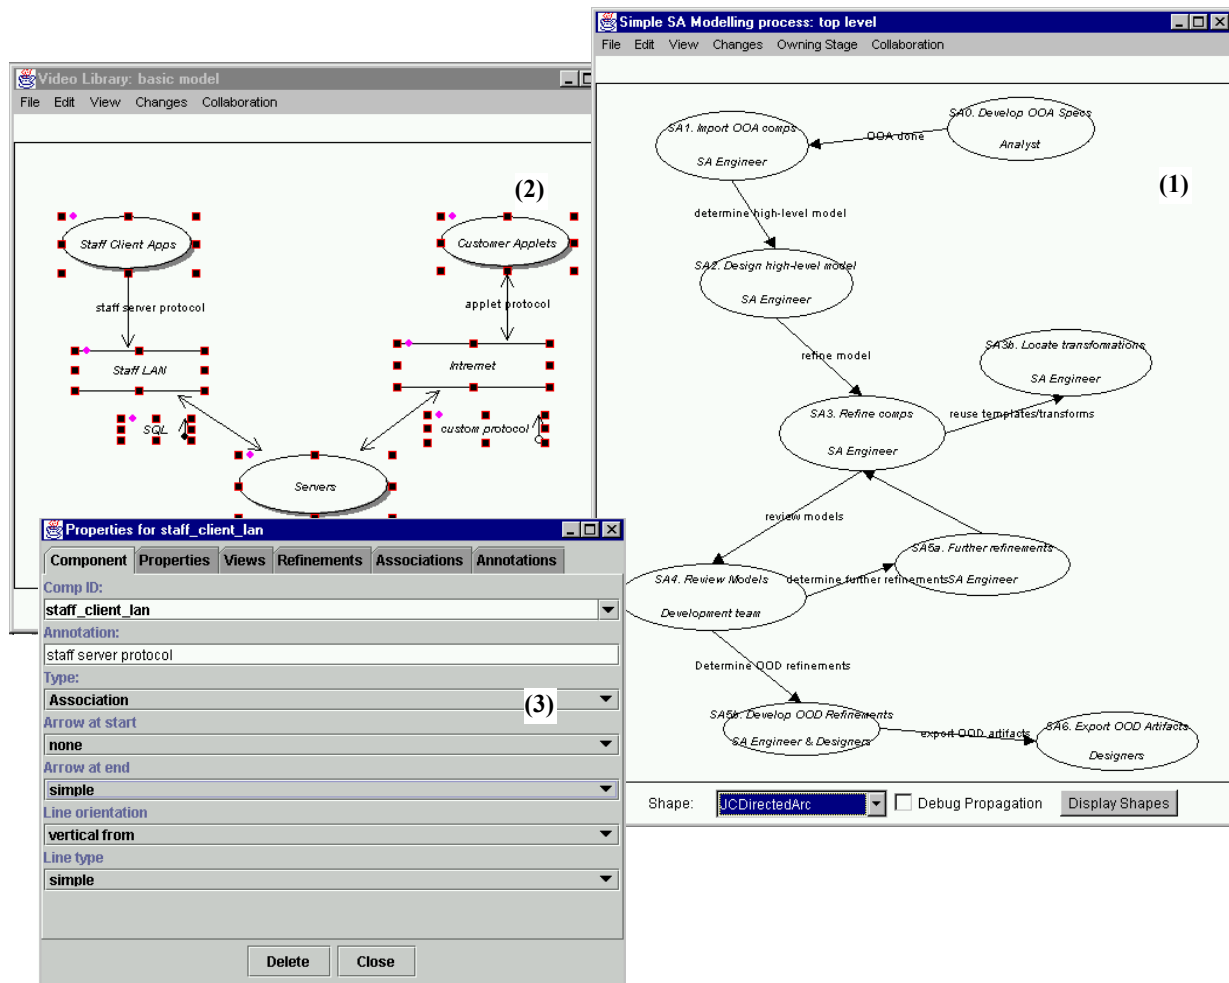 Simple SA Modelling process: top level
File Edit View Changes Owning Stage Collaboration
SA1. Import OOA comps
SA Engineer
OOA done
SA0. Develop OOA Specs
Analyst
(1)
determine high-level model
SA2. Design high-level model
SA Engineer
refine model
SA3b. Locate transformations
SA Engineer
SA3. Refine comps
SA Engineer
reuse templates/transforms
review models
SA5a. Further refinements
SA Engineer
SA4. Review Models
Development team
determine further refinements
Determine OOD refinements
SA5b. Develop OOD Refinements
SA Engineer & Designers
export OOD artifacts
SA6. Export OOD Artifacts
Designers
Shape: JCDirectedArc Debug Propagation Display Shapes
Video Library: basic model
File Edit View Changes Collaboration
(2)
Staff Client Apps
Customer Applets
staff server protocol
applet protocol
Staff LAN
Intrernet
SQL
custom protocol
Servers
Properties for staff_client_lan
Component Properties Views Refinements Associations Annotations
Comp ID:
staff_client_lan
Annotation:
staff server protocol
Type:
Association
(3)
Arrow at start
none
Arrow at end
simple
Line orientation
vertical from
Line type
simple
Delete Close